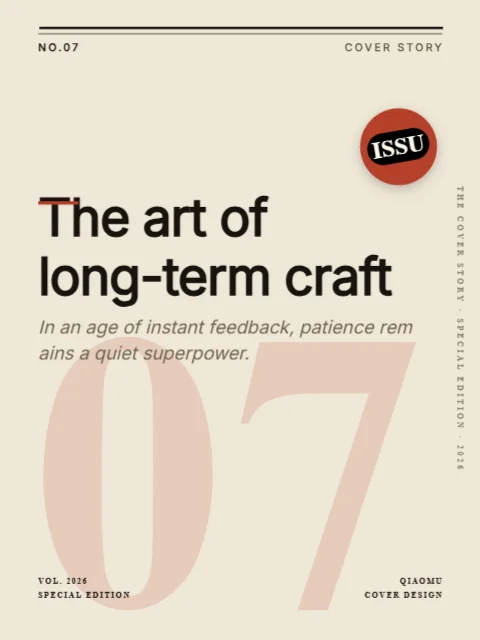 NO.07
COVER STORY
ISSU
The art of
long-term craft
In an age of instant feedback, patience rem
ains a quiet superpower.
THE COVER STORY · SPECIAL EDITION · 2026
07
VOL. 2026
SPECIAL EDITION
QIAOMU
COVER DESIGN